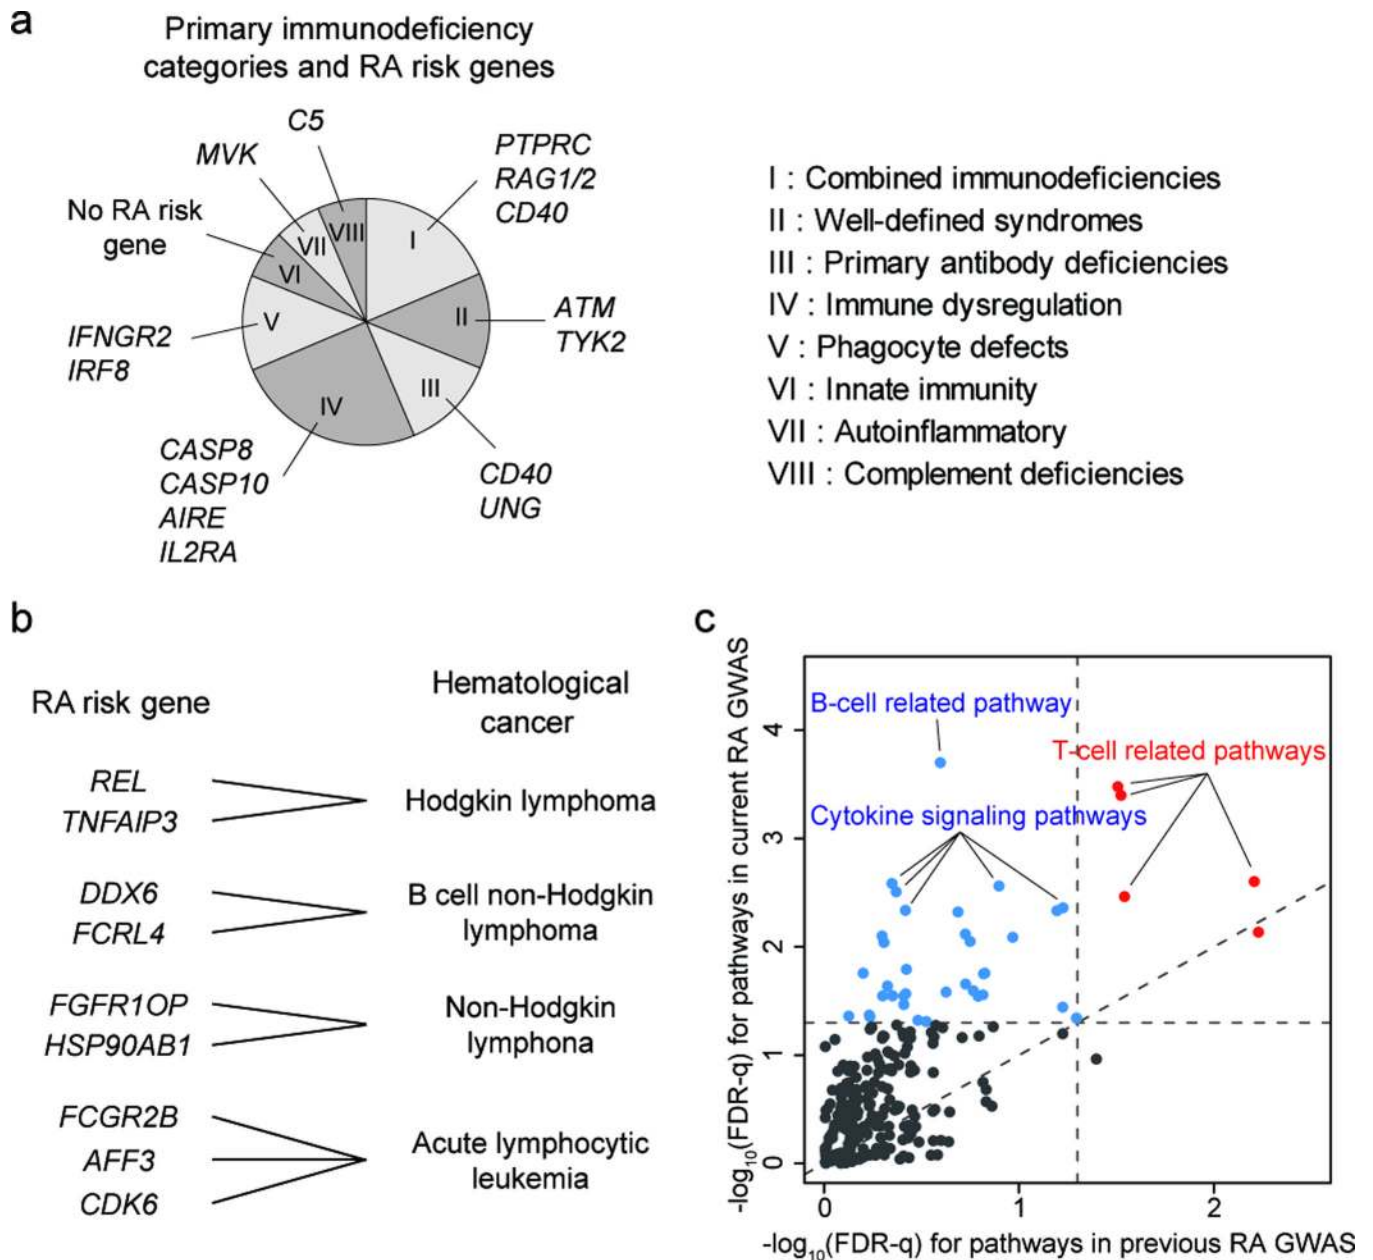 a
Primary immunodeficiency
categories and RA risk genes
C5
MVK
No RA risk
gene
PTPRC
RAG1/2
CD40
VIII
I
VII
VI
II
V
III
IV
ATM
TYK2
IFNGR2
IRF8
CASP8
CASP10
AIRE
IL2RA
CD40
UNG
I : Combined immunodeficiencies
II : Well-defined syndromes
III : Primary antibody deficiencies
IV : Immune dysregulation
V : Phagocyte defects
VI : Innate immunity
VII : Autoinflammatory
VIII : Complement deficiencies
b
RA risk gene
Hematological
cancer
REL
TNFAIP3
Hodgkin lymphoma
DDX6
FCRL4
B cell non-Hodgkin
lymphoma
FGFR1OP
HSP90AB1
Non-Hodgkin
lymphona
FCGR2B
AFF3
CDK6
Acute lymphocytic
leukemia
c
-log10(FDR-q) for pathways in current RA GWAS
4
3
2
1
0
B-cell related pathway
T-cell related pathways
Cytokine signaling pathways
0
1
2
-log10(FDR-q) for pathways in previous RA GWAS